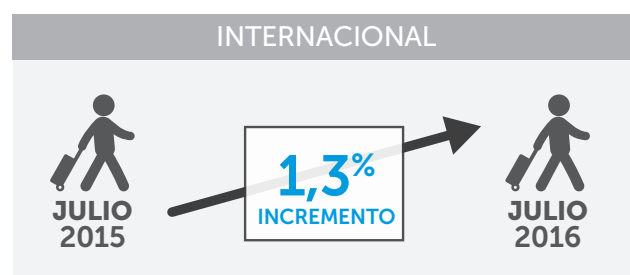 INTERNACIONAL
JULIO
2015
1,3%
INCREMENTO
JULIO
2016